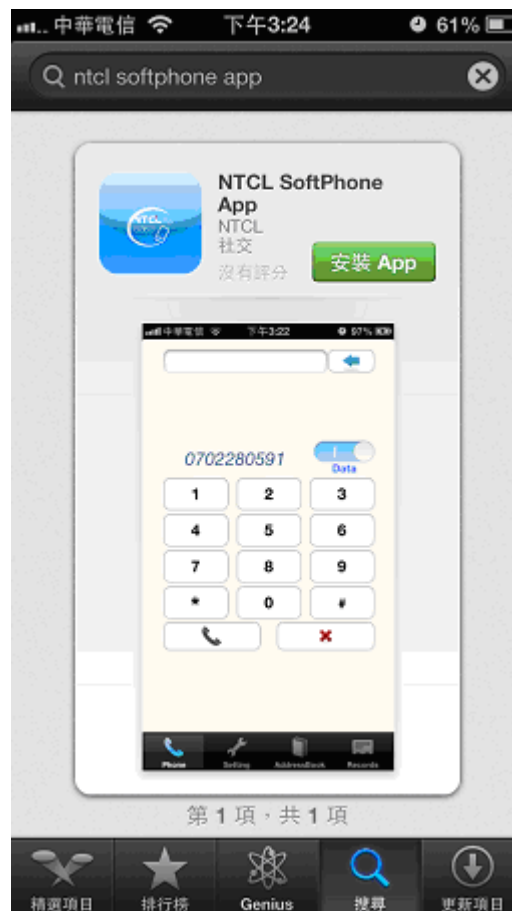 中華電信 下午3:24 61%
ntcl softphone app
NTCL SoftPhone
App
NTCL
社交
沒有評分
安裝 App
中華電信 下午3:22 97%
0702280591
Data
1 2 3
4 5 6
7 8 9
* 0 #
Phone Setting AddressBook Records
第 1 項，共 1 項
精選項目 排行榜 Genius 搜尋 更新項目